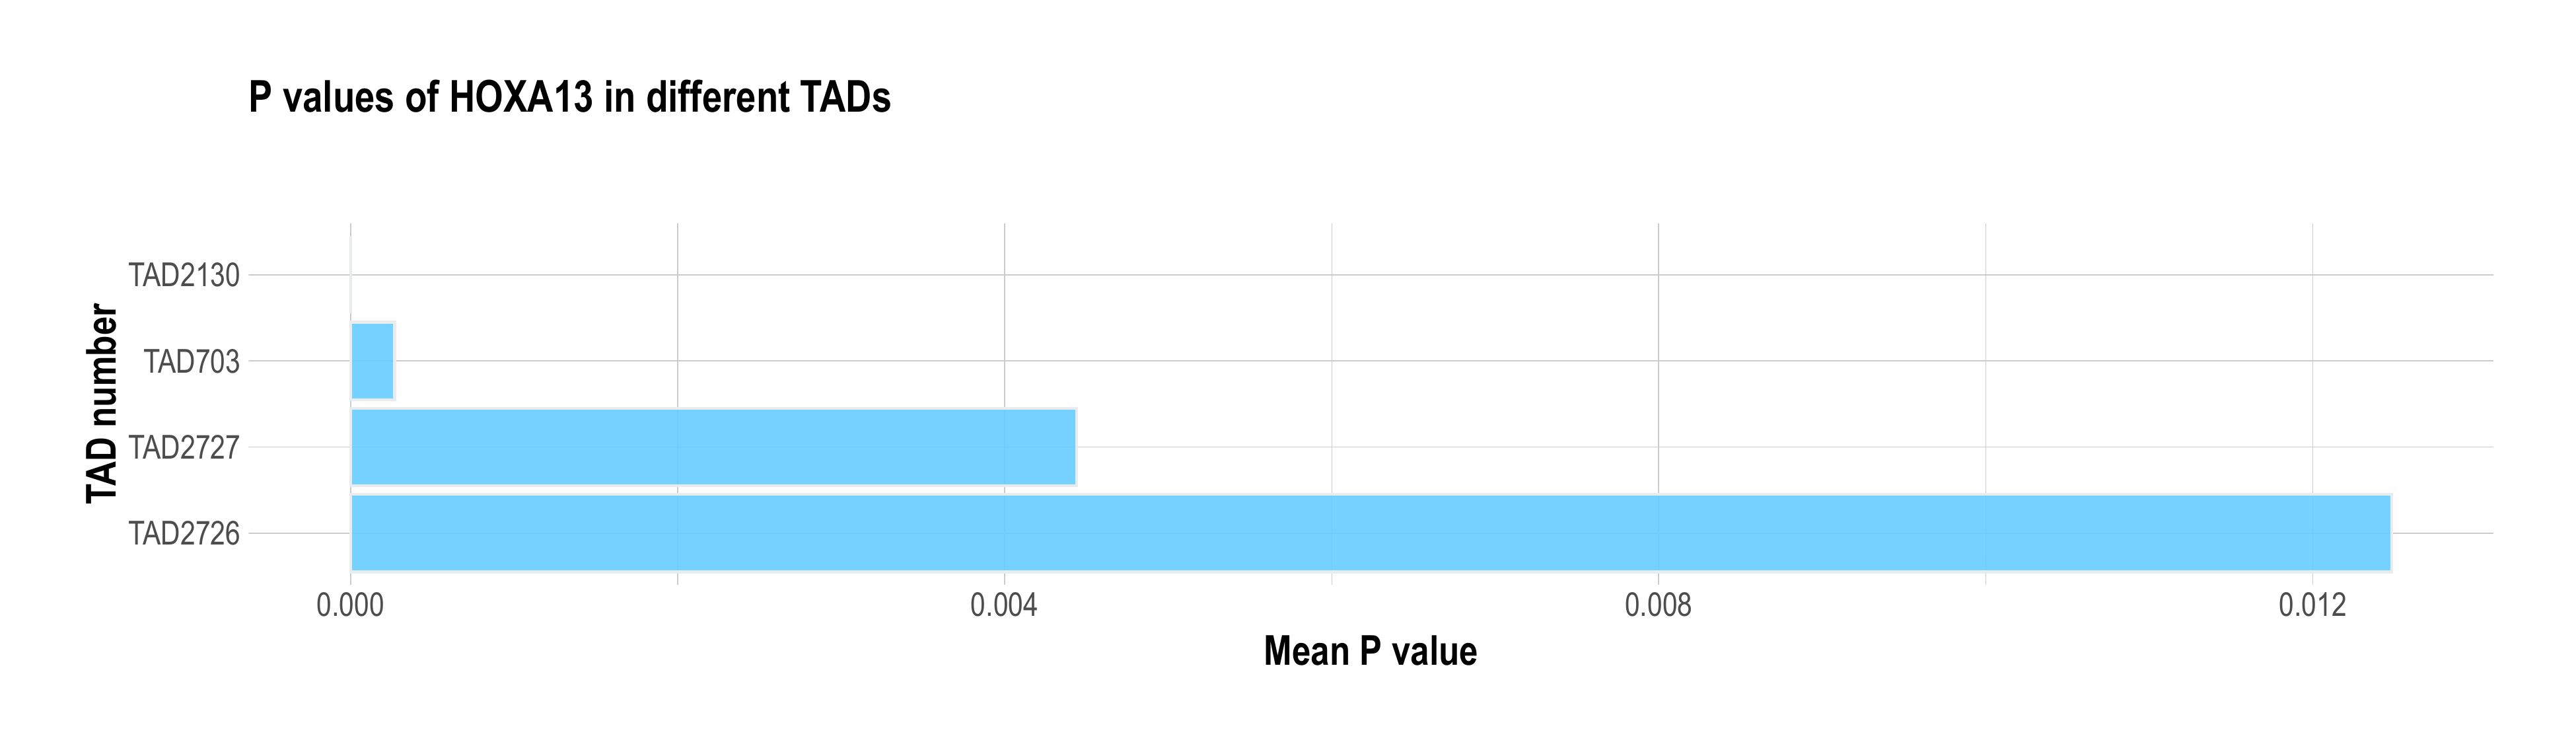 P values of HOXA13 in different TADs
TAD number
TAD2130
TAD703
TAD2727
TAD2726
0.000 0.004 0.008 0.012
Mean P value